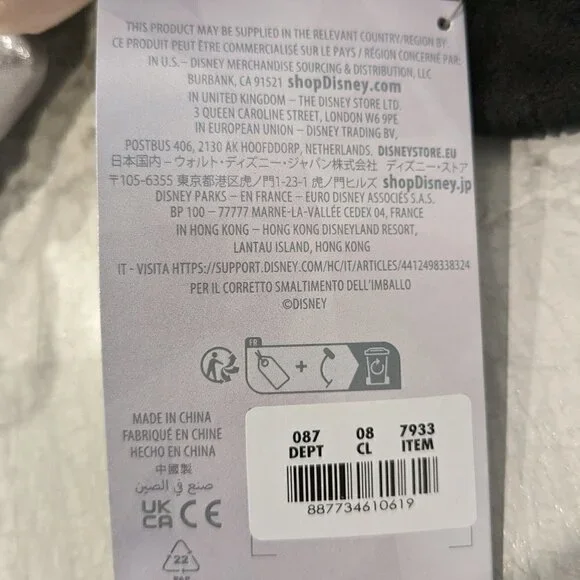 THIS PRODUCT MAY BE SUPPLIED IN THE RELEVANT COUNTRY/REGION BY
CE PRODUIT PEUT ÊTRE COMMERCIALISÉ SUR LE PAYS / RÉGION CONCERNÉ PAR:
IN U.S.- DISNEY MERCHANDISE SOURCING & DISTRIBUTION, LLC
BURBANK, CA 91521 shopDisney.com
IN UNITED KINGDOM – THE DISNEY STORE LTD.
3 QUEEN CAROLINE STREET, LONDON W6 9PE
IN EUROPEAN UNION – DISNEY TRADING BV,
POSTBUS 406, 2130 AK HOOFDDORP, NETHERLANDS. DISNEYSTORE.EU
日本国内 – ウォルト・ディズニー・ジャパン株式会社 ディズニー・ストア
〒105-6355 東京都港区虎ノ門1-23-1 虎ノ門ヒルズ shopDisney.jp
DISNEY PARKS – EN FRANCE – EURO DISNEY ASSOCIÉS S.A.S.
BP 100 – 77777 MARNE-LA-VALLÉE CEDEX 04, FRANCE
IN HONG KONG – HONG KONG DISNEYLAND RESORT,
LANTAU ISLAND, HONG KONG
IT - VISITA HTTPS://SUPPORT.DISNEY.COM/HC/IT/ARTICLES/4412498338324
PER IL CORRETTO SMALTIMENTO DELL'IMBALLO
©DISNEY
FR
+
MADE IN CHINA
FABRIQUÉ EN CHINE
HECHO EN CHINA
中國製
صنع في الصين
UK
CA CE
22
PAP
087 08 7933
DEPT CL ITEM
887734610619